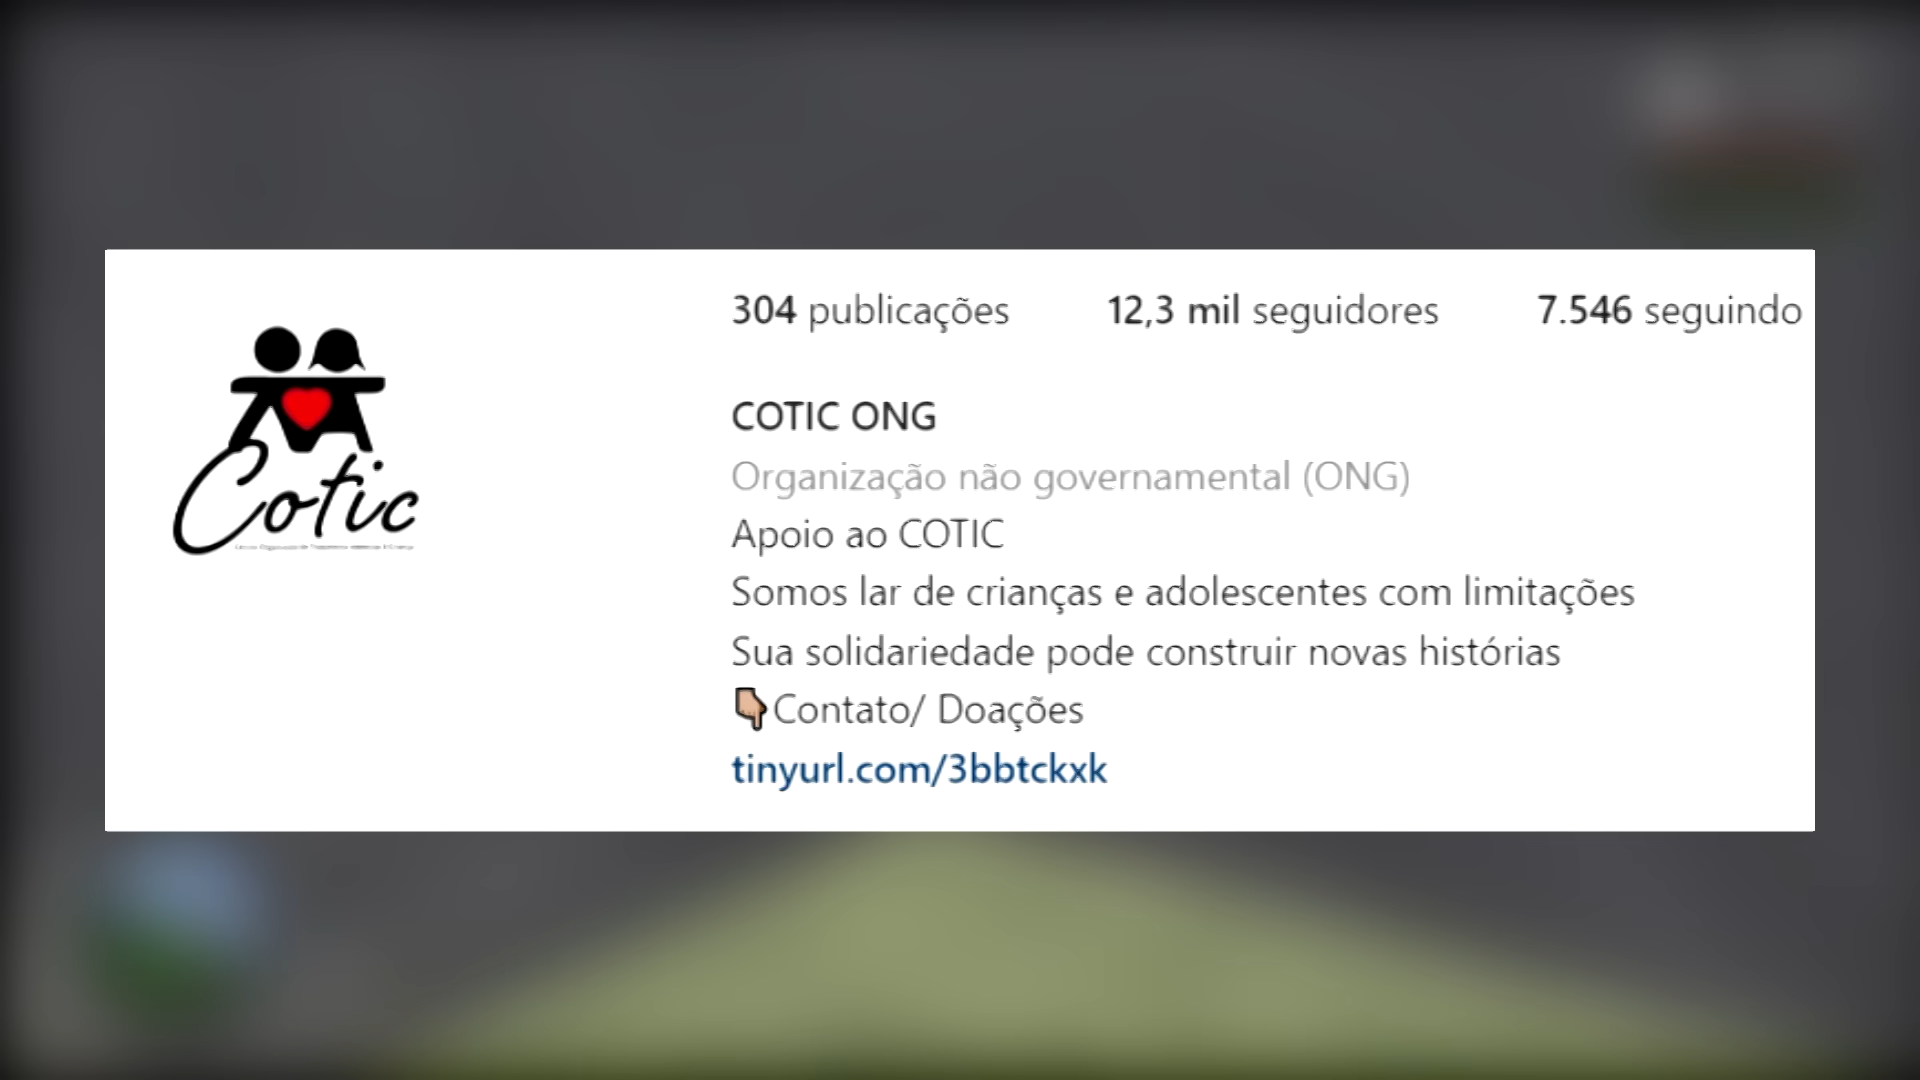 304 publicações 12,3 mil seguidores 7.546 seguindo
COTIC ONG
Organização não governamental (ONG)
Apoio ao COTIC
Somos lar de crianças e adolescentes com limitações
Sua solidariedade pode construir novas histórias
👇🏼Contato/ Doações
tinyurl.com/3bbtckxk
Cotic